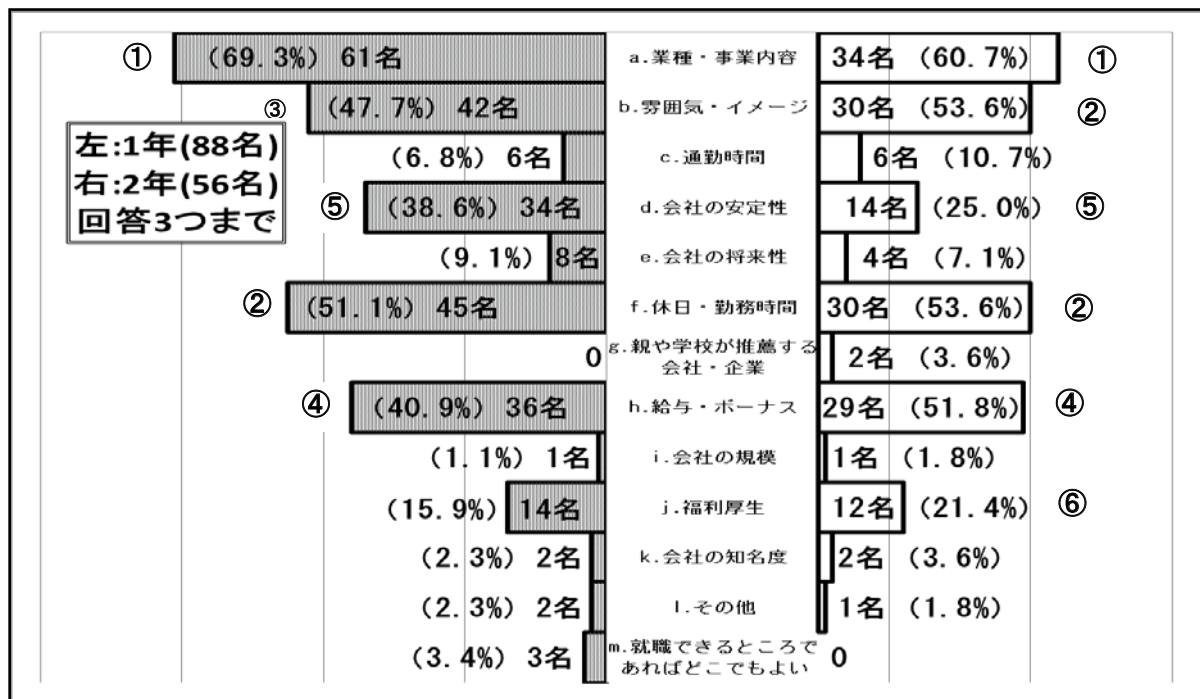 ① (69.3%) 61名 a.業種・事業内容 34名 (60.7%) ①
③ (47.7%) 42名 b.雰囲気・イメージ 30名 (53.6%) ②
左:1年(88名)
右:2年(56名)
回答3つまで
(6.8%) 6名 c.通勤時間 6名 (10.7%)
⑤ (38.6%) 34名 d.会社の安定性 14名 (25.0%) ⑤
(9.1%) 8名 e.会社の将来性 4名 (7.1%)
② (51.1%) 45名 f.休日・勤務時間 30名 (53.6%) ②
0 g.親や学校が推薦する
会社・企業 2名 (3.6%)
④ (40.9%) 36名 h.給与・ボーナス 29名 (51.8%) ④
(1.1%) 1名 i.会社の規模 1名 (1.8%)
(15.9%) 14名 j.福利厚生 12名 (21.4%) ⑥
(2.3%) 2名 k.会社の知名度 2名 (3.6%)
(2.3%) 2名 l.その他 1名 (1.8%)
(3.4%) 3名 m.就職できるところで
あればどこでもよい 0